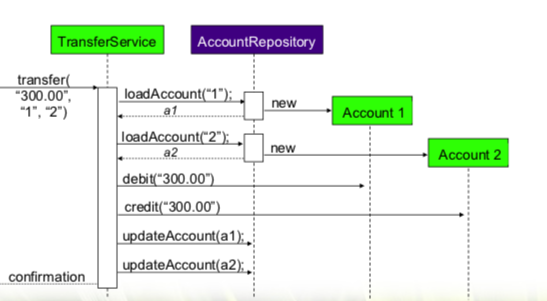 TransferService
AccountRepository
transfer(
“300.00”,
“1”, “2”)
loadAccount(“1”);
a1
new
Account 1
loadAccount(“2”);
a2
new
Account 2
debit(“300.00”)
credit(“300.00”)
updateAccount(a1);
updateAccount(a2);
confirmation